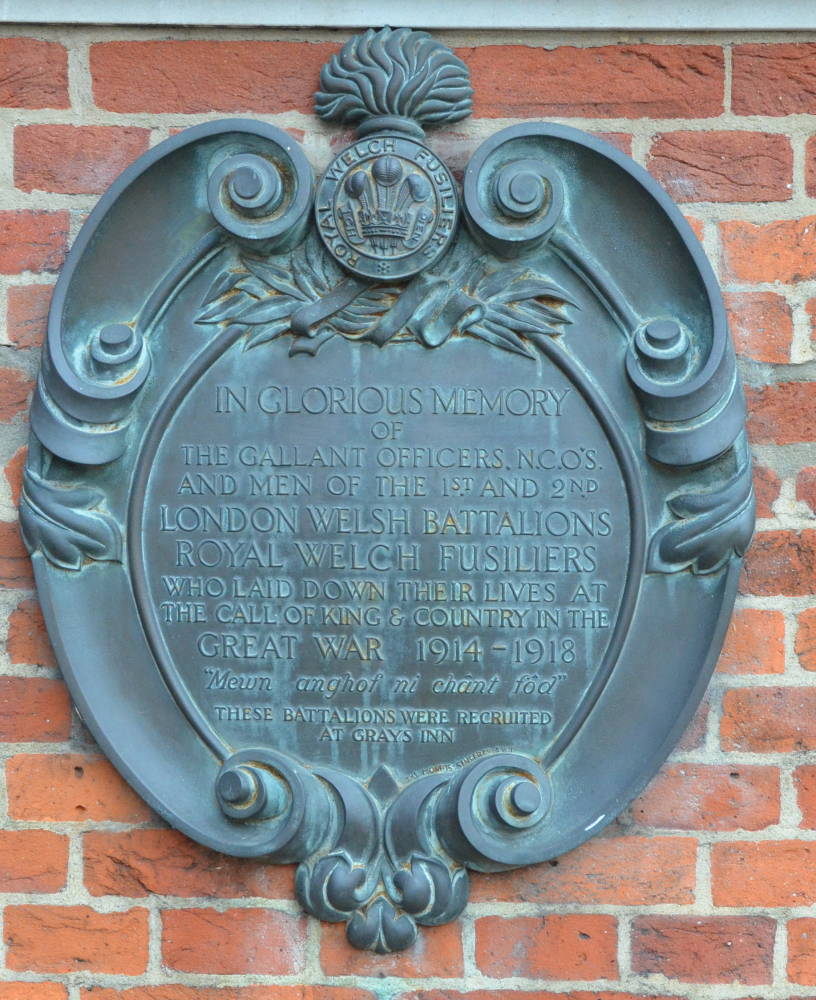 ROYAL WELCH FUSILIERS
IN GLORIOUS MEMORY
OF
THE GALLANT OFFICERS, N.C.O'S.
AND MEN OF THE 1ST AND 2ND
LONDON WELSH BATTALIONS
ROYAL WELCH FUSILIERS
WHO LAID DOWN THEIR LIVES AT
THE CALL OF KING & COUNTRY IN THE
GREAT WAR 1914-1918
"Mewn anghof ni chânt fôd"
THESE BATTALIONS WERE RECRUITED
AT GRAYS INN